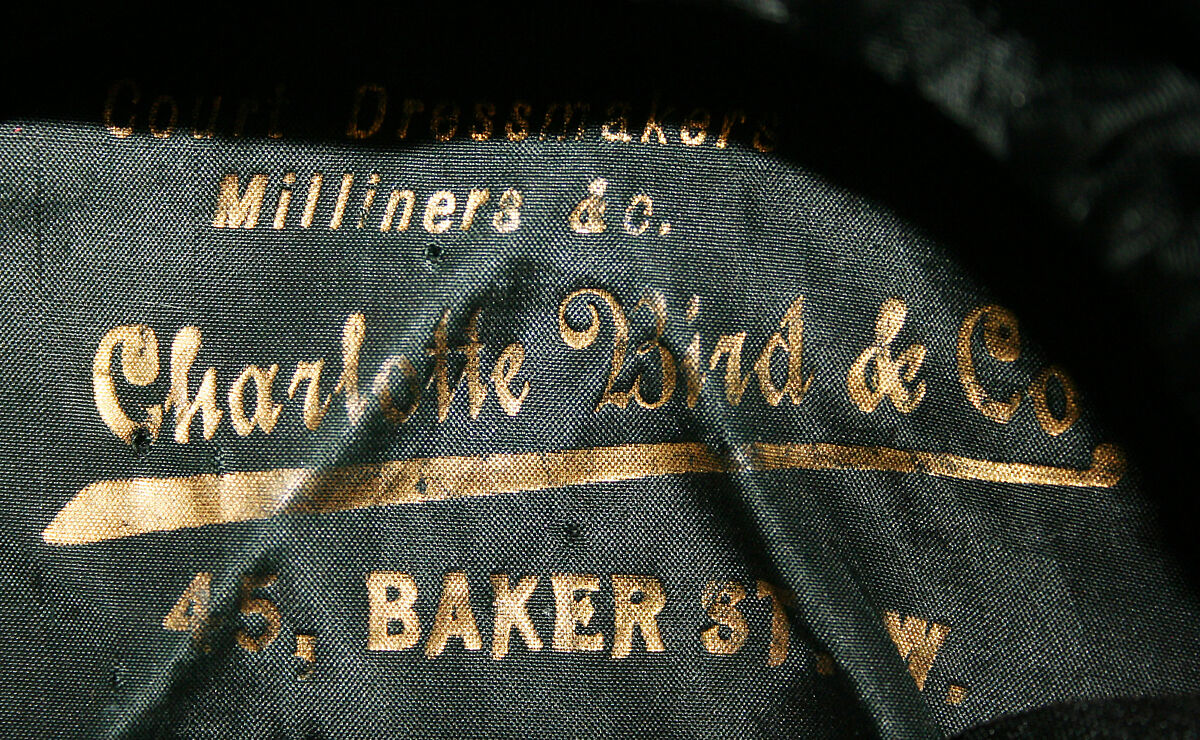 Court Dressmakers
Milliners &c.
Charlotte Bird & Co.
45, BAKER ST. W.